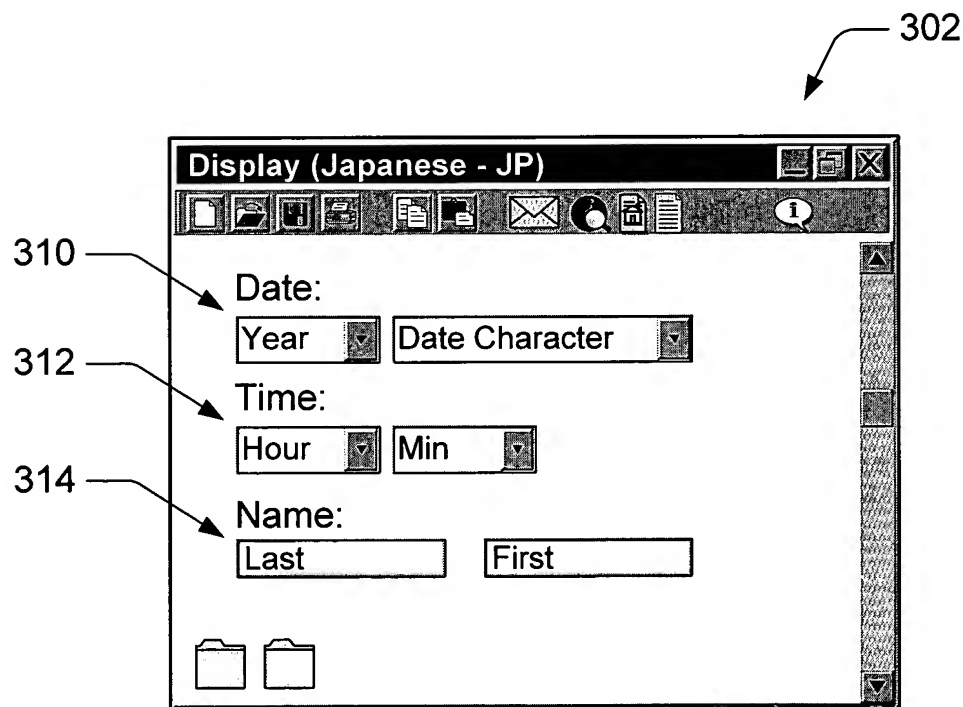 302
Display (Japanese - JP)
310
Date:
Year Date Character
312
Time:
Hour Min
314
Name:
Last First